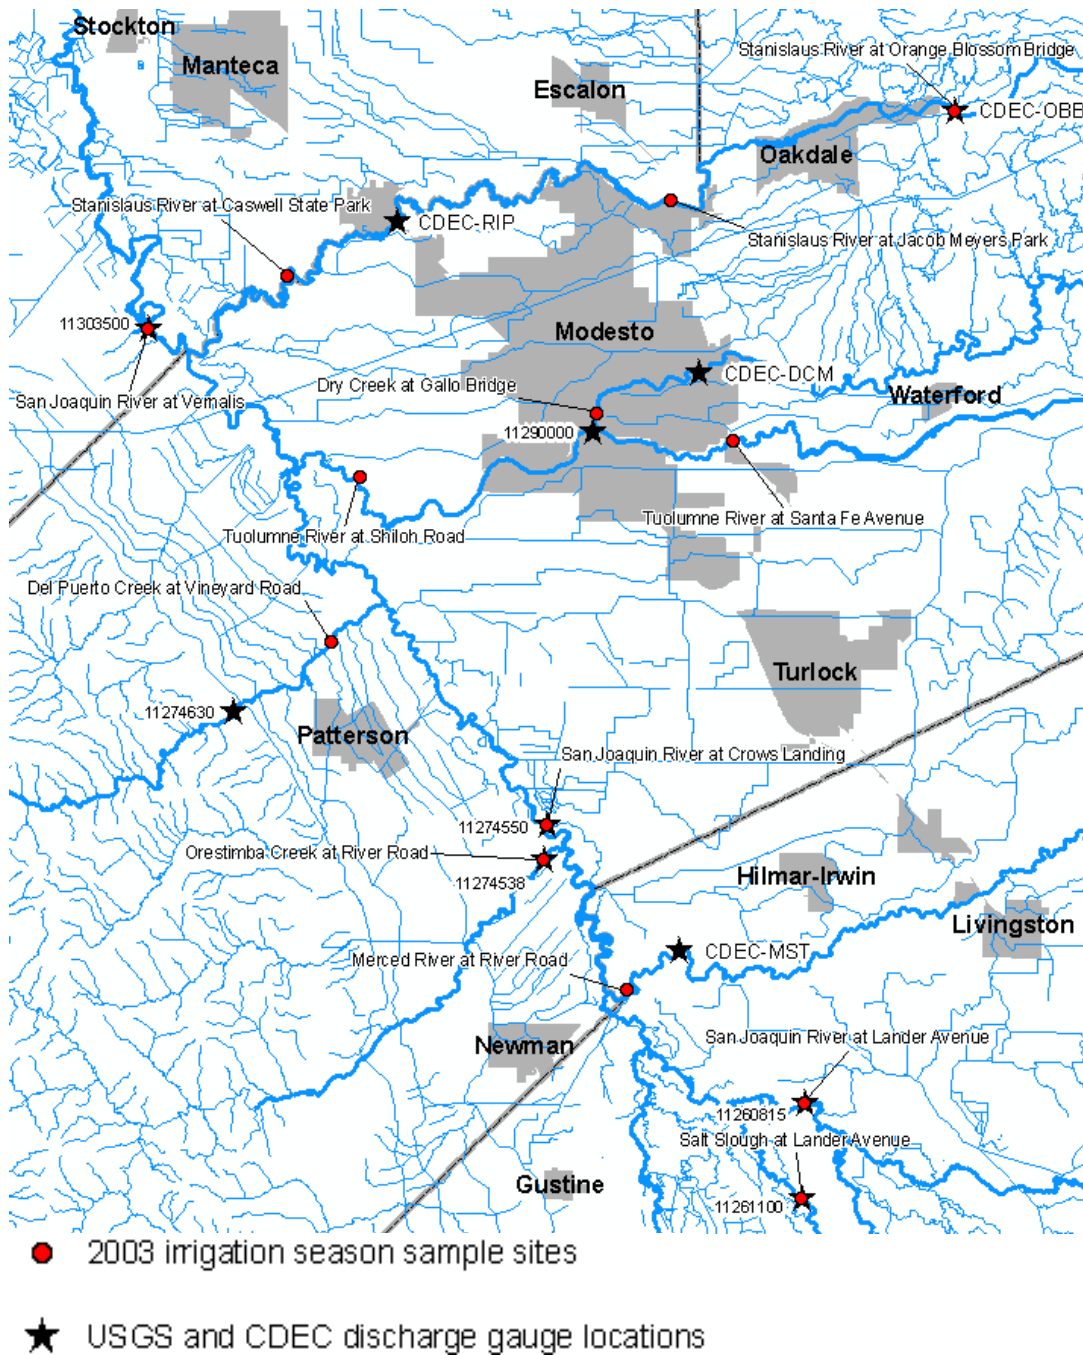 Stockton
Manteca
Stanislaus River at Orange Blossom Bridge
Escalon
CDEC-OBB
Oakdale
Stanislaus River at Caswell State Park
CDEC-RIP
Stanislaus River at Jacob Meyers Park
11303500
Modesto
San Joaquin River at Vernalis
Dry Creek at Gallo Bridge
CDEC-DCM
Waterford
11290000
Tuolumne River at Santa Fe Avenue
Tuolumne River at Shiloh Road
Del Puerto Creek at Vineyard Road
Turlock
11274630
Patterson
San Joaquin River at Crows Landing
11274550
Orestimba Creek at River Road
11274538
Hilmar-Irwin
Livingston
CDEC-MST
Merced River at River Road
Newman
San Joaquin River at Lander Avenue
11260815
Salt Slough at Lander Avenue
Gustine
11261100
2003 irrigation season sample sites
USGS and CDEC discharge gauge locations